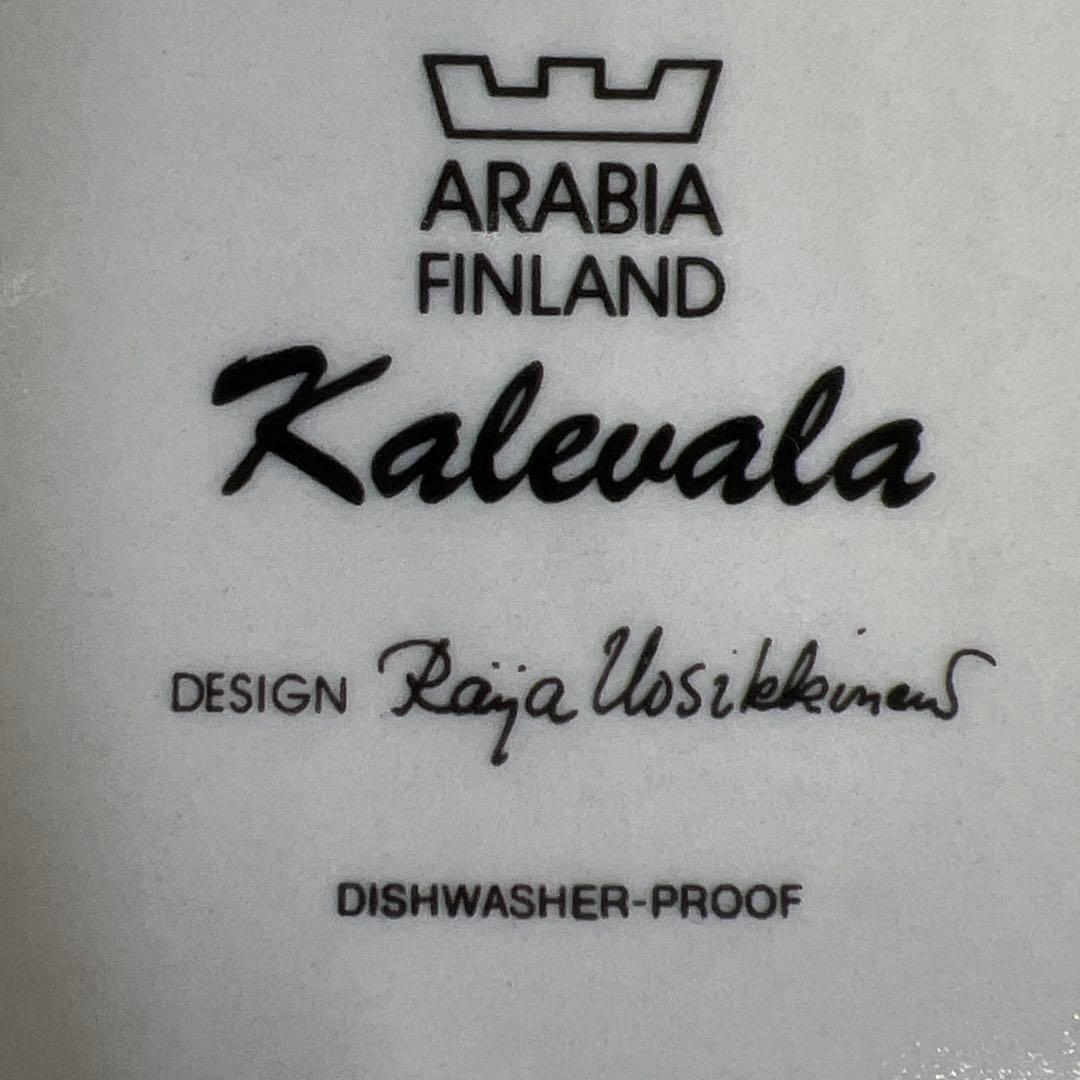 ARABIA
FINLAND
Kalevala
DESIGN Raija Uosikkinen
DISHWASHER-PROOF